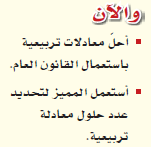 والآن
▪ أحلّ معادلات تربيعية
باستعمال القانون العام.
▪ أستعمل المميز لتحديد
عدد حلول معادلة
تربيعية.